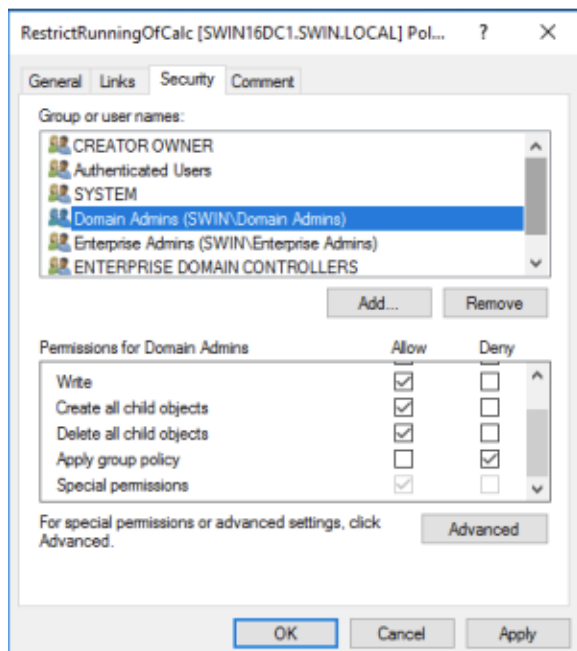 RestrictRunningOfCalc [SWIN16DC1.SWIN.LOCAL] Pol... ? ×
General Links Security Comment
Group or user names:
CREATOR OWNER
Authenticated Users
SYSTEM
Domain Admins (SWIN\Domain Admins)
Enterprise Admins (SWIN\Enterprise Admins)
ENTERPRISE DOMAIN CONTROLLERS
Add... Remove
Permissions for Domain Admins Allow Deny
Write
Create all child objects
Delete all child objects
Apply group policy
Special permissions
For special permissions or advanced settings, click
Advanced.
Advanced
OK Cancel Apply